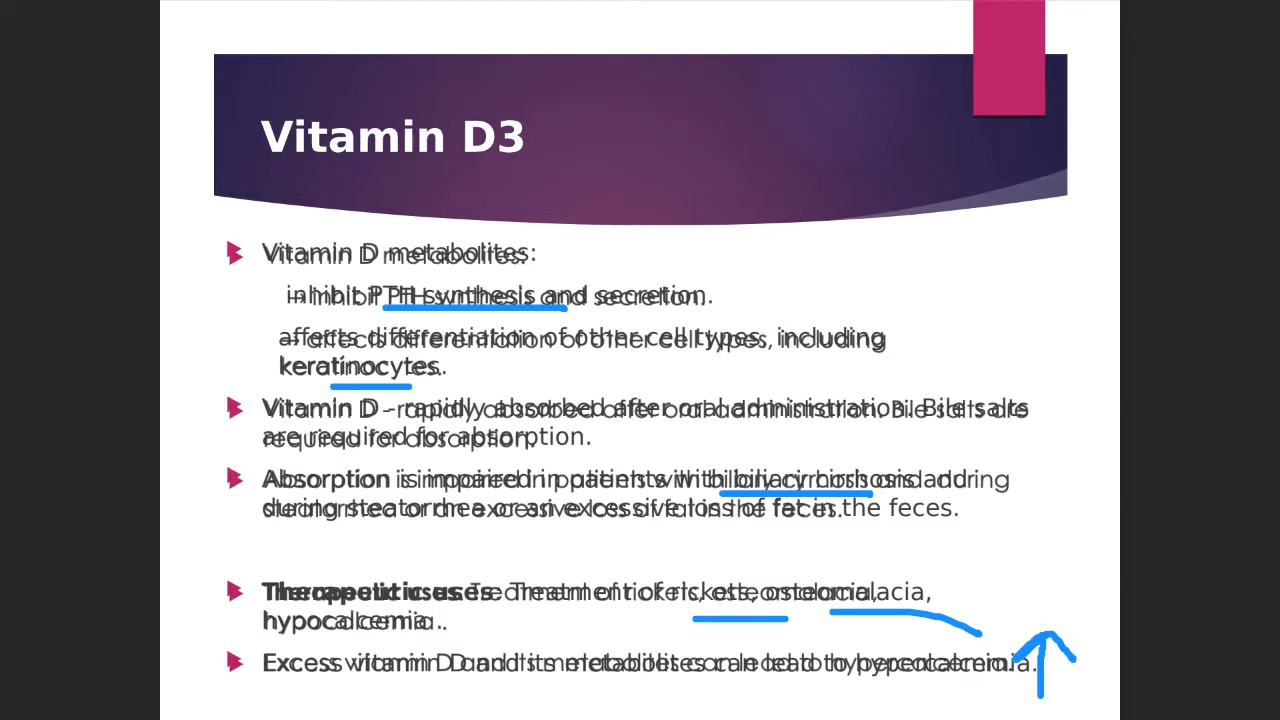 Vitamin D3
Vitamin D metabolites:
– inhibit PTH synthesis and secretion.
– affects differentiation of other cell types, including
keratinocytes.
Vitamin D – rapidly absorbed after oral administration. Bile salts
are required for absorption.
Absorption is impaired in patients with biliary cirrhosis and
during steatorrhea or an excessive loss of fat in the feces.
Therapeutic uses: Treatment of rickets, osteomalacia,
hypocalcemia .
Excess vitamin D and its metabolites can lead to hypercalcemia.